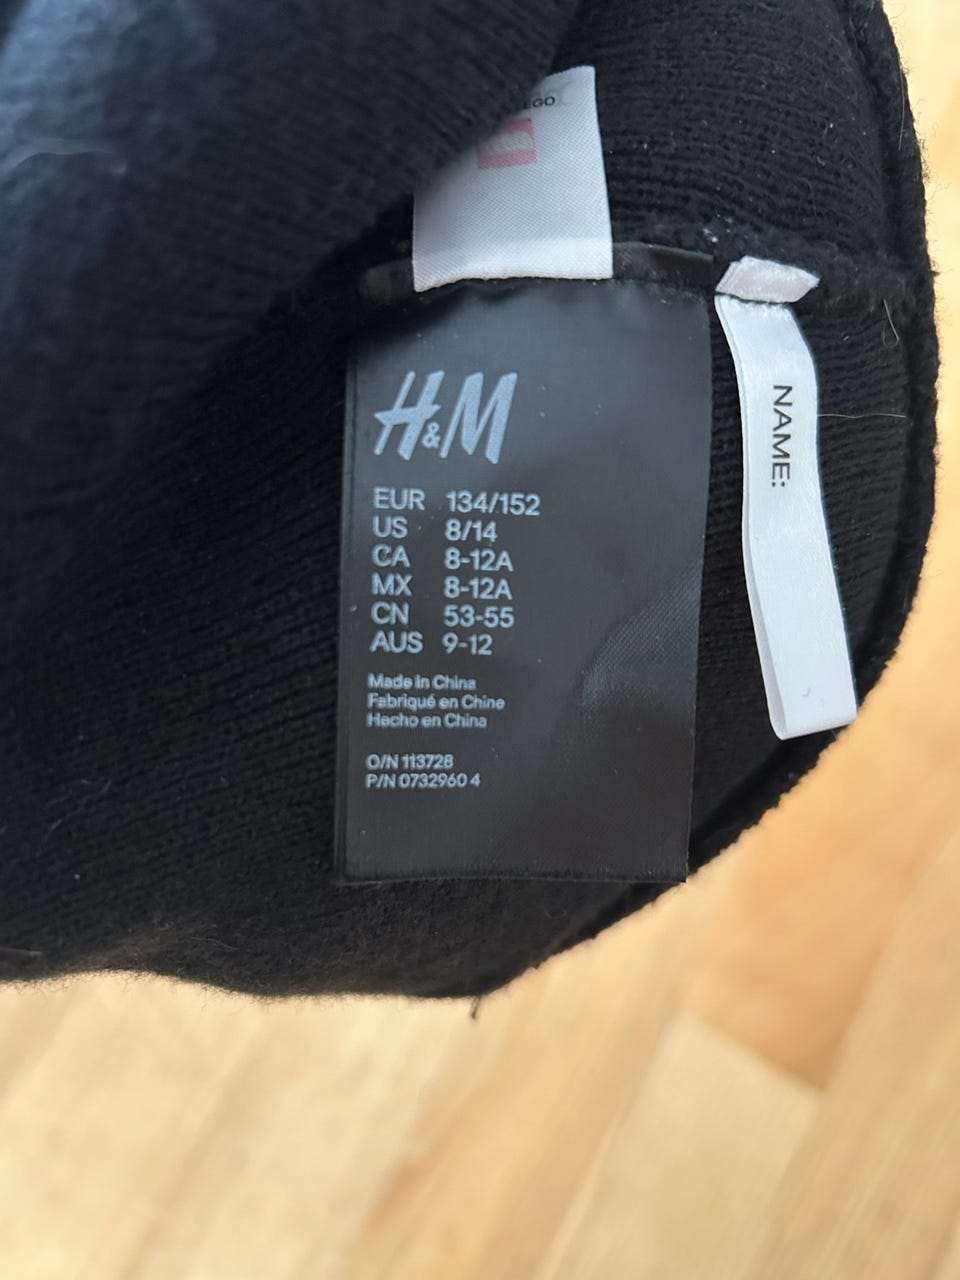 LEGO
H&M
EUR 134/152
US 8/14
CA 8-12A
MX 8-12A
CN 53-55
AUS 9-12
Made in China
Fabriqué en Chine
Hecho en China
O/N 113728
P/N 0732960 4
NAME: